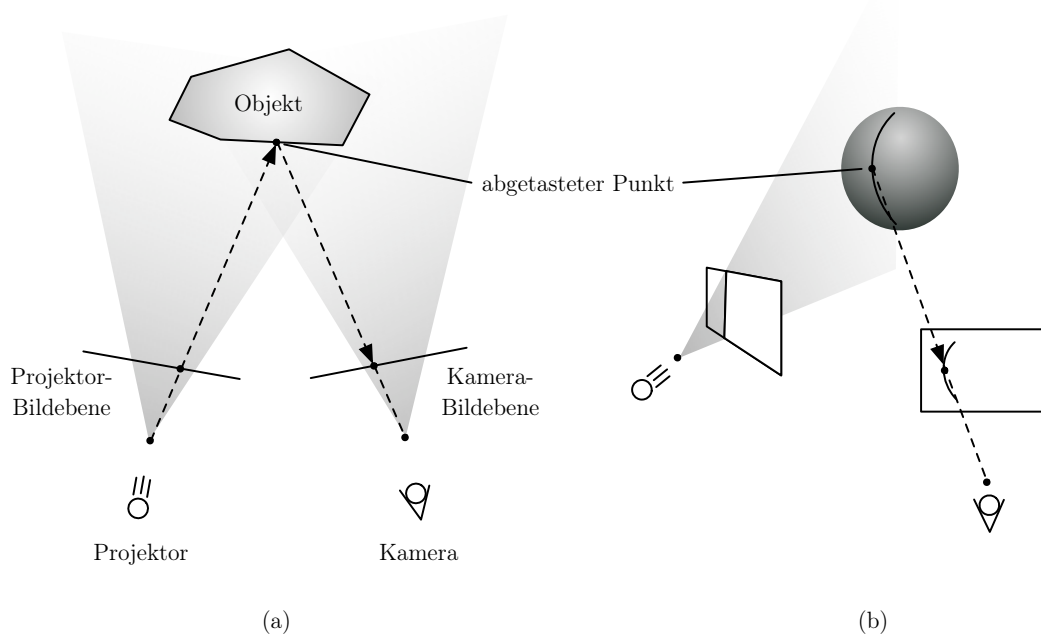 Objekt
abgetasteter Punkt
Projektor-
Bildebene
Kamera-
Bildebene
Projektor
Kamera
(a)
(b)